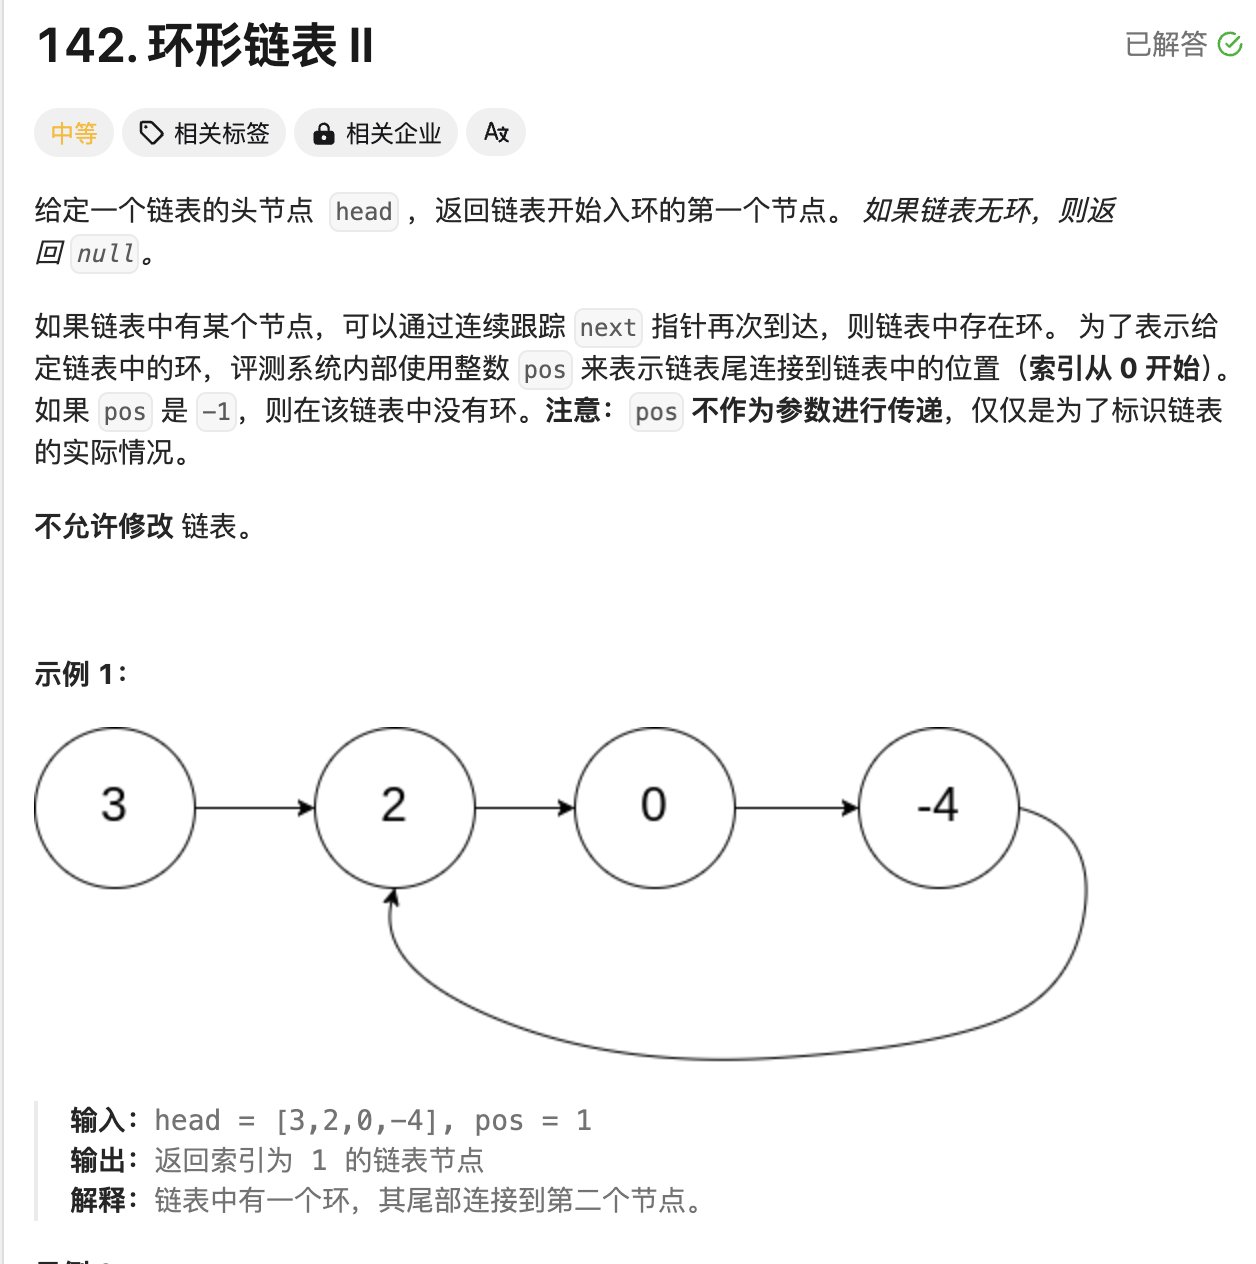 142. 环形链表 II
已解答
中等
相关标签
相关企业
给定一个链表的头节点 head ，返回链表开始入环的第一个节点。 如果链表无环，则返
回 null。
如果链表中有某个节点，可以通过连续跟踪 next 指针再次到达，则链表中存在环。 为了表示给
定链表中的环，评测系统内部使用整数 pos 来表示链表尾连接到链表中的位置（索引从 0 开始）。
如果 pos 是 -1，则在该链表中没有环。注意：pos 不作为参数进行传递，仅仅是为了标识链表
的实际情况。
不允许修改 链表。
示例 1：
3
2
0
-4
输入：head = [3,2,0,-4], pos = 1
输出：返回索引为 1 的链表节点
解释：链表中有一个环，其尾部连接到第二个节点。